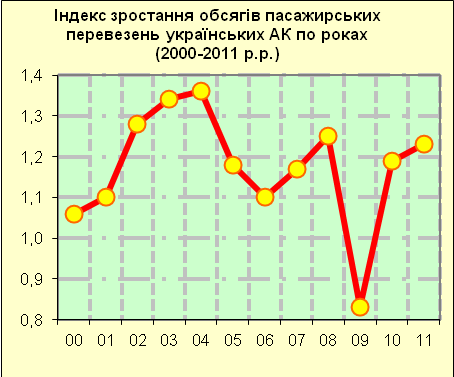 Індекс зростання обсягів пасажирських
перевезень українських АК по роках
(2000-2011 р.р.)
1,4
1,3
1,2
1,1
1,0
0,9
0,8
00 01 02 03 04 05 06 07 08 09 10 11